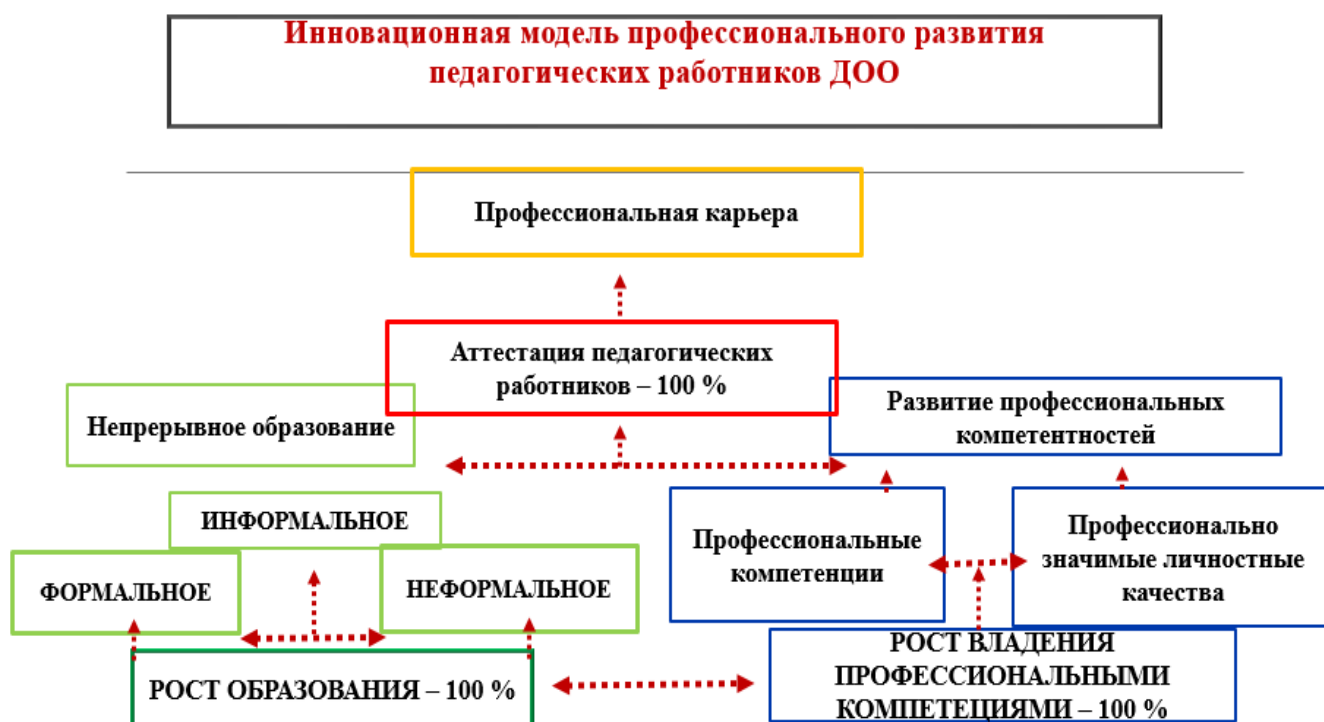 Инновационная модель профессионального развития
педагогических работников ДОО
Профессиональная карьера
Аттестация педагогических
работников – 100 %
Непрерывное образование
Развитие профессиональных
компетентностей
ИНФОРМАЛЬНОЕ
ФОРМАЛЬНОЕ
НЕФОРМАЛЬНОЕ
Профессиональные
компетенции
Профессионально
значимые личностные
качества
РОСТ ОБРАЗОВАНИЯ – 100 %
РОСТ ВЛАДЕНИЯ
ПРОФЕССИОНАЛЬНЫМИ
КОМПЕТЕЦИЯМИ – 100 %